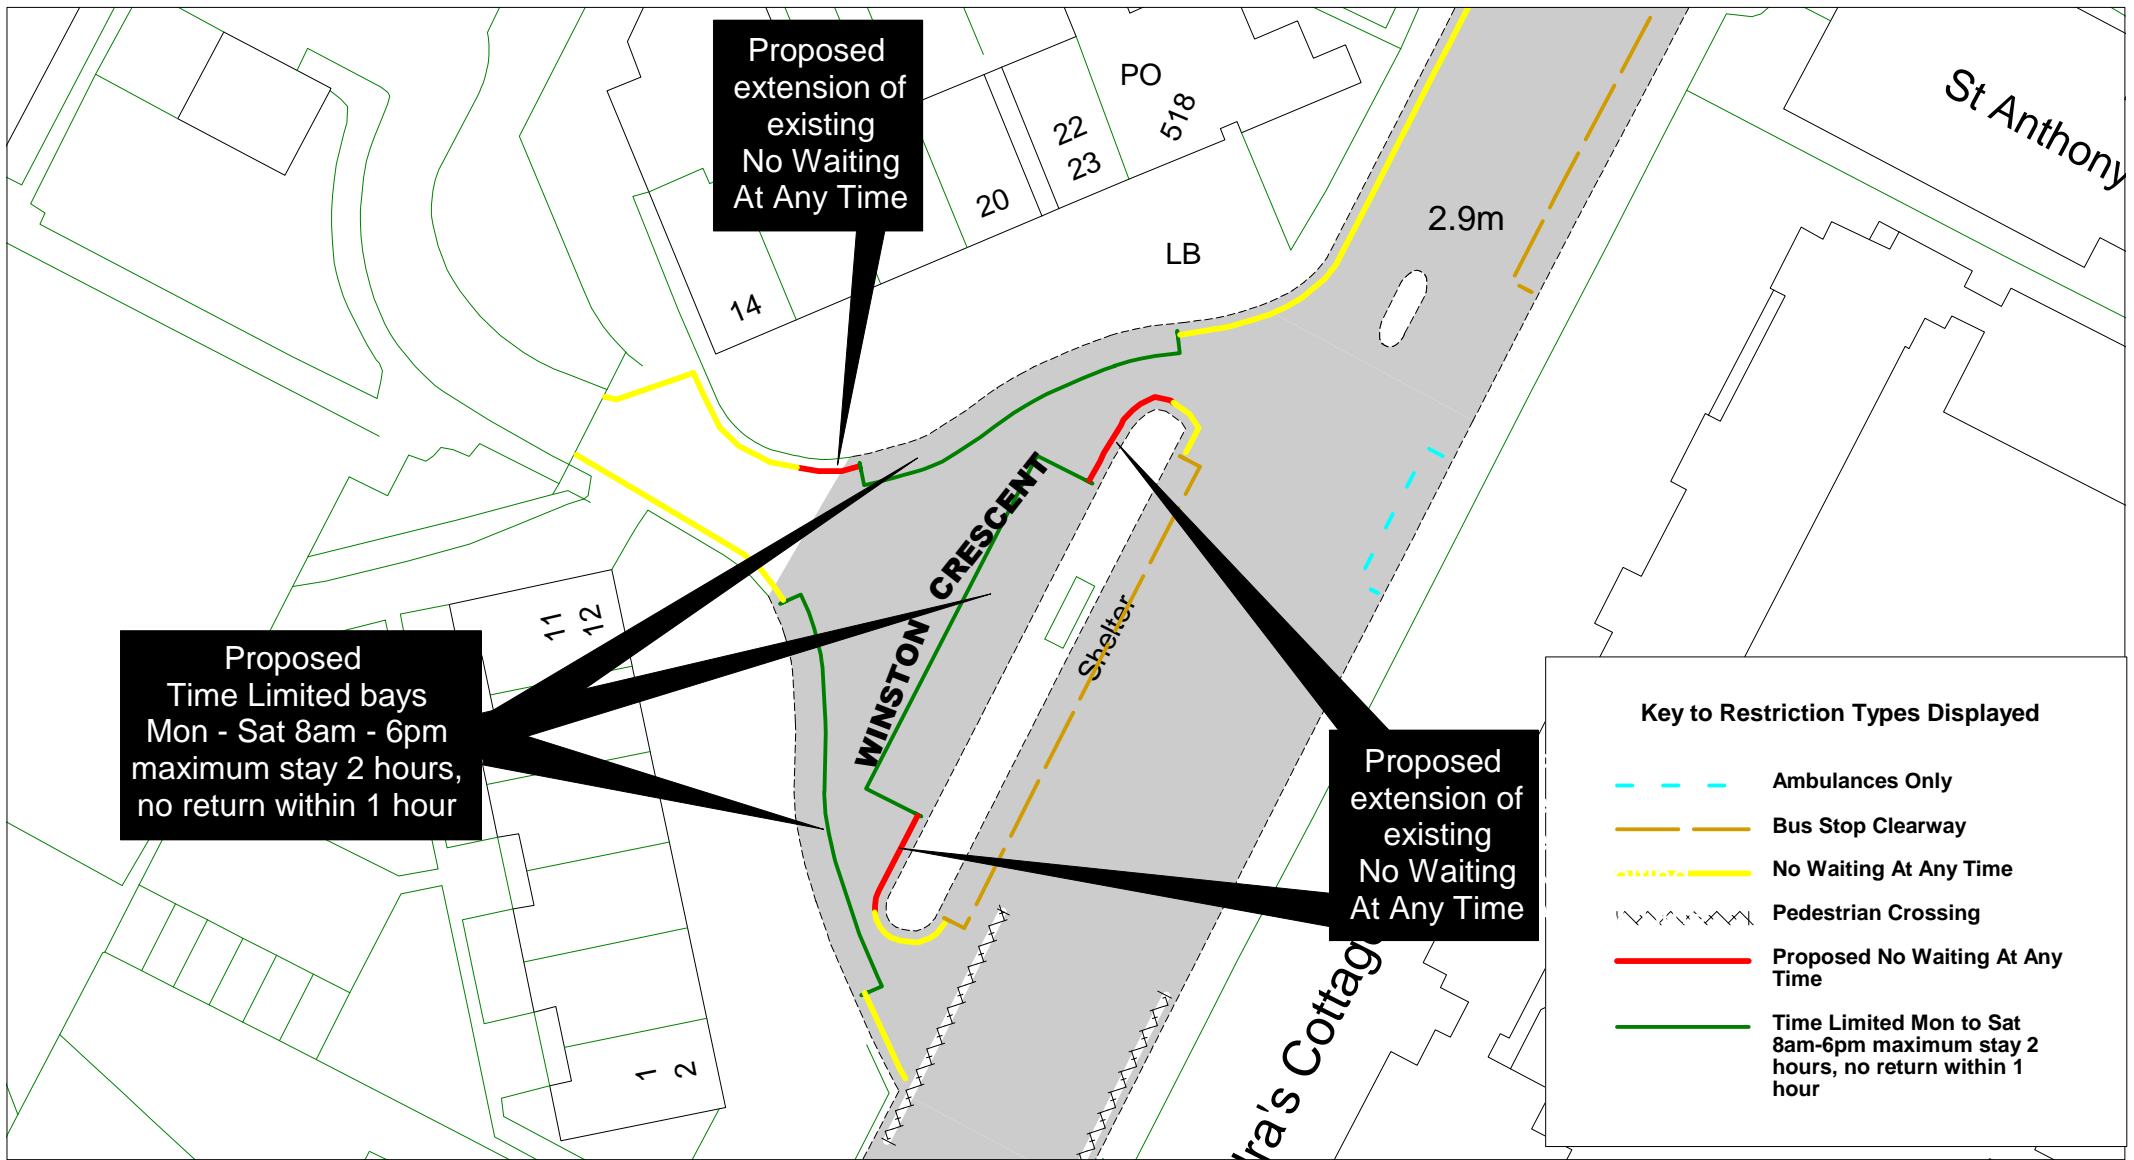 Proposed
extension of
existing
No Waiting
At Any Time
PO
518
22
23
20
14
LB
2.9m
St Anthony
WINSTON CRESCENT
Shelter
11
12
Proposed
Time Limited bays
Mon - Sat 8am - 6pm
maximum stay 2 hours,
no return within 1 hour
Proposed
extension of
existing
No Waiting
At Any Time
1
2
dra's Cottage
Key to Restriction Types Displayed
Ambulances Only
Bus Stop Clearway
No Waiting At Any Time
Pedestrian Crossing
Proposed No Waiting At Any
Time
Time Limited Mon to Sat
8am-6pm maximum stay 2
hours, no return within 1
hour